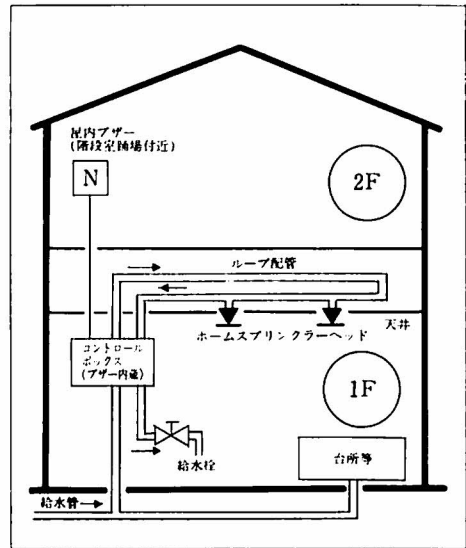 屋内ブザー
(階段室踊場付近)
N
2F
ループ配管
天井
ホームスプリンクラーヘッド
コントロール
ボックス
(ブザー内蔵)
1F
給水栓
台所等
給水管